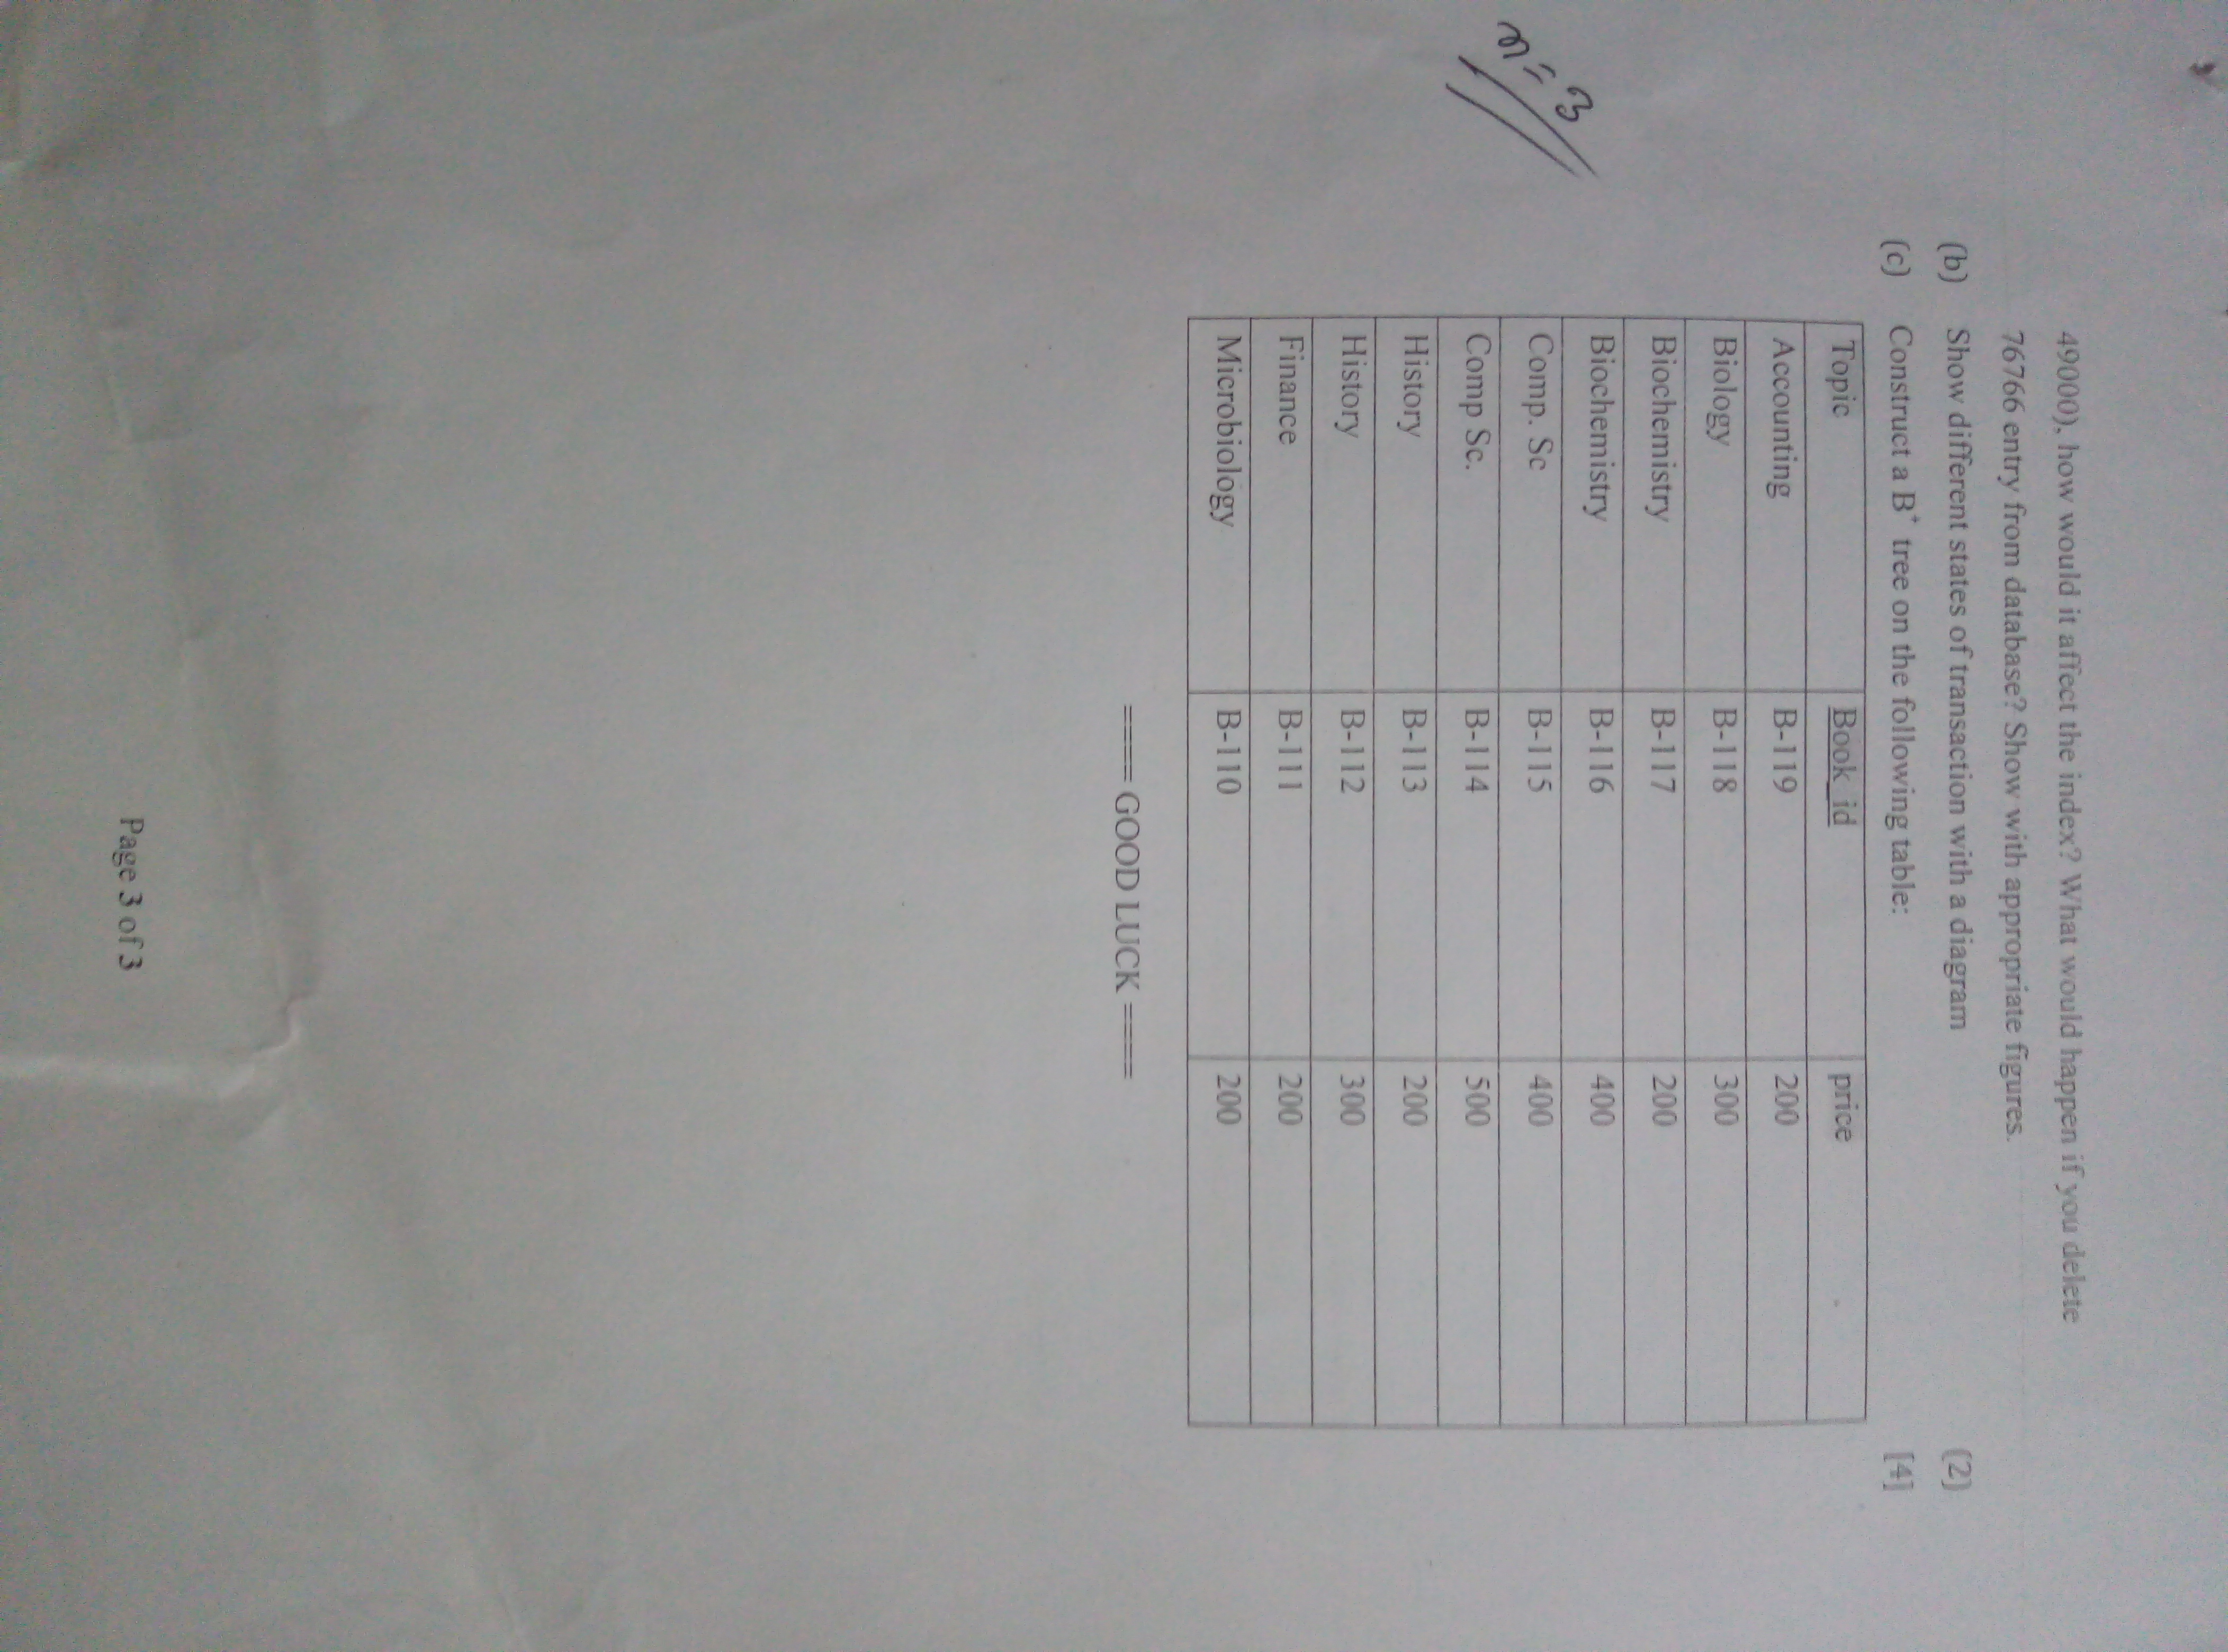 49000), how would it affect the index? What would happen if you delete
76766 entry from database? Show with appropriate figures.
(b) Show different states of transaction with a diagram (2)
(c) Construct a B+ tree on the following table: [4]
Topic Book_id price
Accounting B-119 200
Biology B-118 300
Biochemistry B-117 200
Biochemistry B-116 400
Comp. Sc B-115 400
Comp Sc. B-114 500
History B-113 200
History B-112 300
Finance B-111 200
Microbiology B-110 200
n=3
==== GOOD LUCK ====
Page 3 of 3